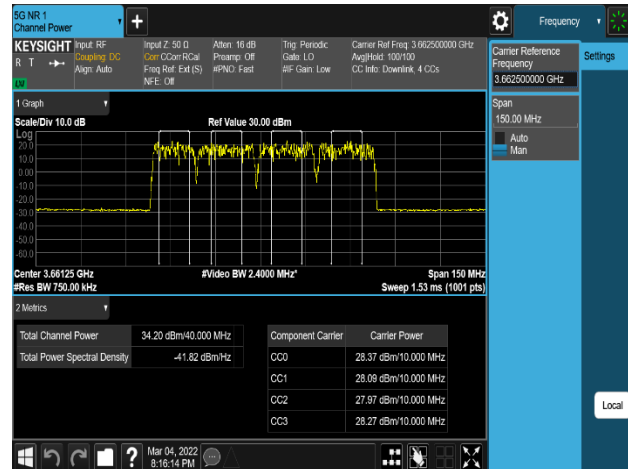 5G NR 1
Channel Power
Frequency
KEYSIGHT
R T
Input: RF
Coupling: DC
Align: Auto
Input Z: 50 Ω
Corr CCorr RCal
Freq Ref: Ext (S)
NFE: Off
Atten: 16 dB
Preamp: Off
#PNO: Fast
Trig: Periodic
Gate: LO
#IF Gain: Low
Carrier Ref Freq: 3.662500000 GHz
Avg|Hold: 100/100
CC Info: Downlink, 4 CCs
Carrier Reference
Frequency
3.662500000 GHz
Settings
Span
150.00 MHz
Auto
Man
1 Graph
Scale/Div 10.0 dB
Ref Value 30.00 dBm
Log
20.0
10.0
0.00
-10.0
-20.0
-30.0
-40.0
-50.0
-60.0
Center 3.66125 GHz
#Video BW 2.4000 MHz*
Span 150 MHz
#Res BW 750.00 kHz
Sweep 1.53 ms (1001 pts)
2 Metrics
Total Channel Power 34.20 dBm/40.000 MHz
Total Power Spectral Density -41.82 dBm/Hz
Component Carrier Carrier Power
CC0 28.37 dBm/10.000 MHz
CC1 28.09 dBm/10.000 MHz
CC2 27.97 dBm/10.000 MHz
CC3 28.27 dBm/10.000 MHz
Local
?
Mar 04, 2022
8:16:14 PM